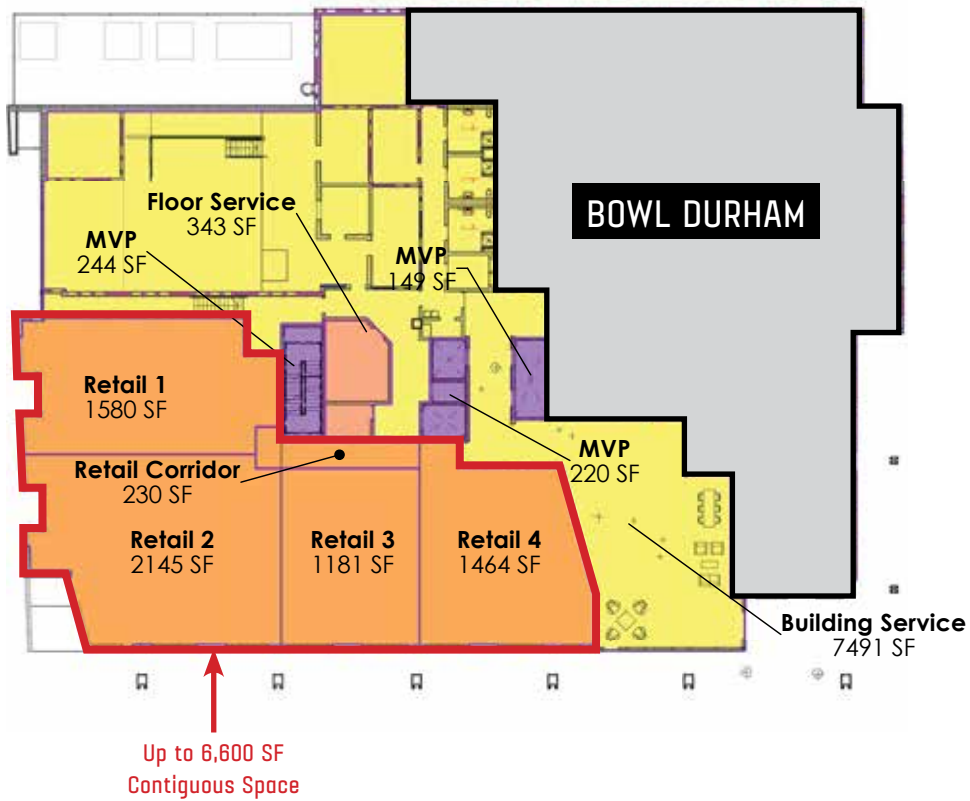 BOWL DURHAM
Floor Service
343 SF
MVP
244 SF
MVP
149 SF
Retail 1
1580 SF
MVP
220 SF
Retail Corridor
230 SF
Retail 2
2145 SF
Retail 3
1181 SF
Retail 4
1464 SF
Building Service
7491 SF
Up to 6,600 SF
Contiguous Space